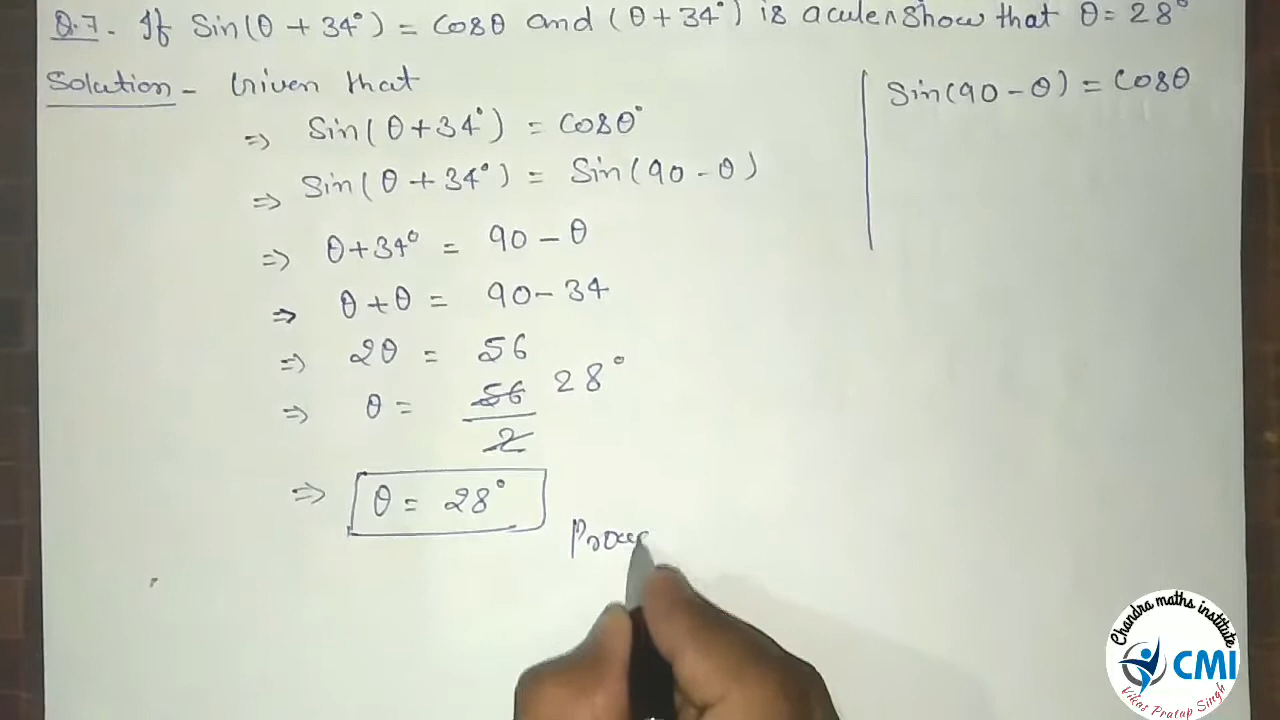 Q.7. If Sin(θ + 34°) = Cosθ and (θ + 34°) is acute show that θ = 28°
Solution - Given that
Sin(90 - θ) = Cosθ
⇒ Sin(θ + 34°) = Cosθ°
⇒ Sin(θ + 34°) = Sin(90 - θ)
⇒ θ + 34° = 90 - θ
⇒ θ + θ = 90 - 34
⇒ 2θ = 56
⇒ θ = 56/2 28°
⇒ θ = 28°
Chandra maths institute
CMI
Vikas Pratap Singh